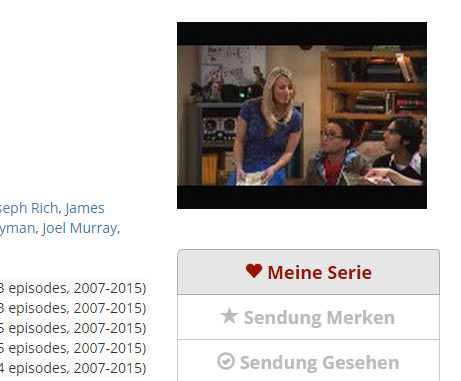 seph Rich, James
yman, Joel Murray,
3 episodes, 2007-2015)
3 episodes, 2007-2015)
5 episodes, 2007-2015)
5 episodes, 2007-2015)
4 episodes, 2007-2015)
Meine Serie
Sendung Merken
Sendung Gesehen